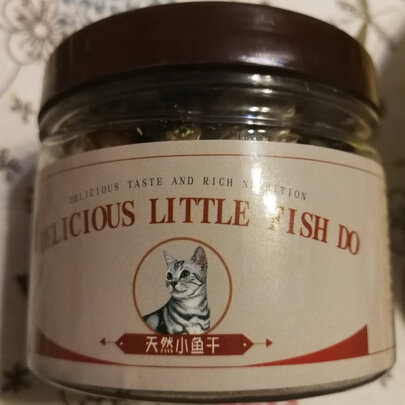 DELICIOUS TASTE AND RICH NUTRITION
DELICIOUS LITTLE FISH DO
天然小鱼干